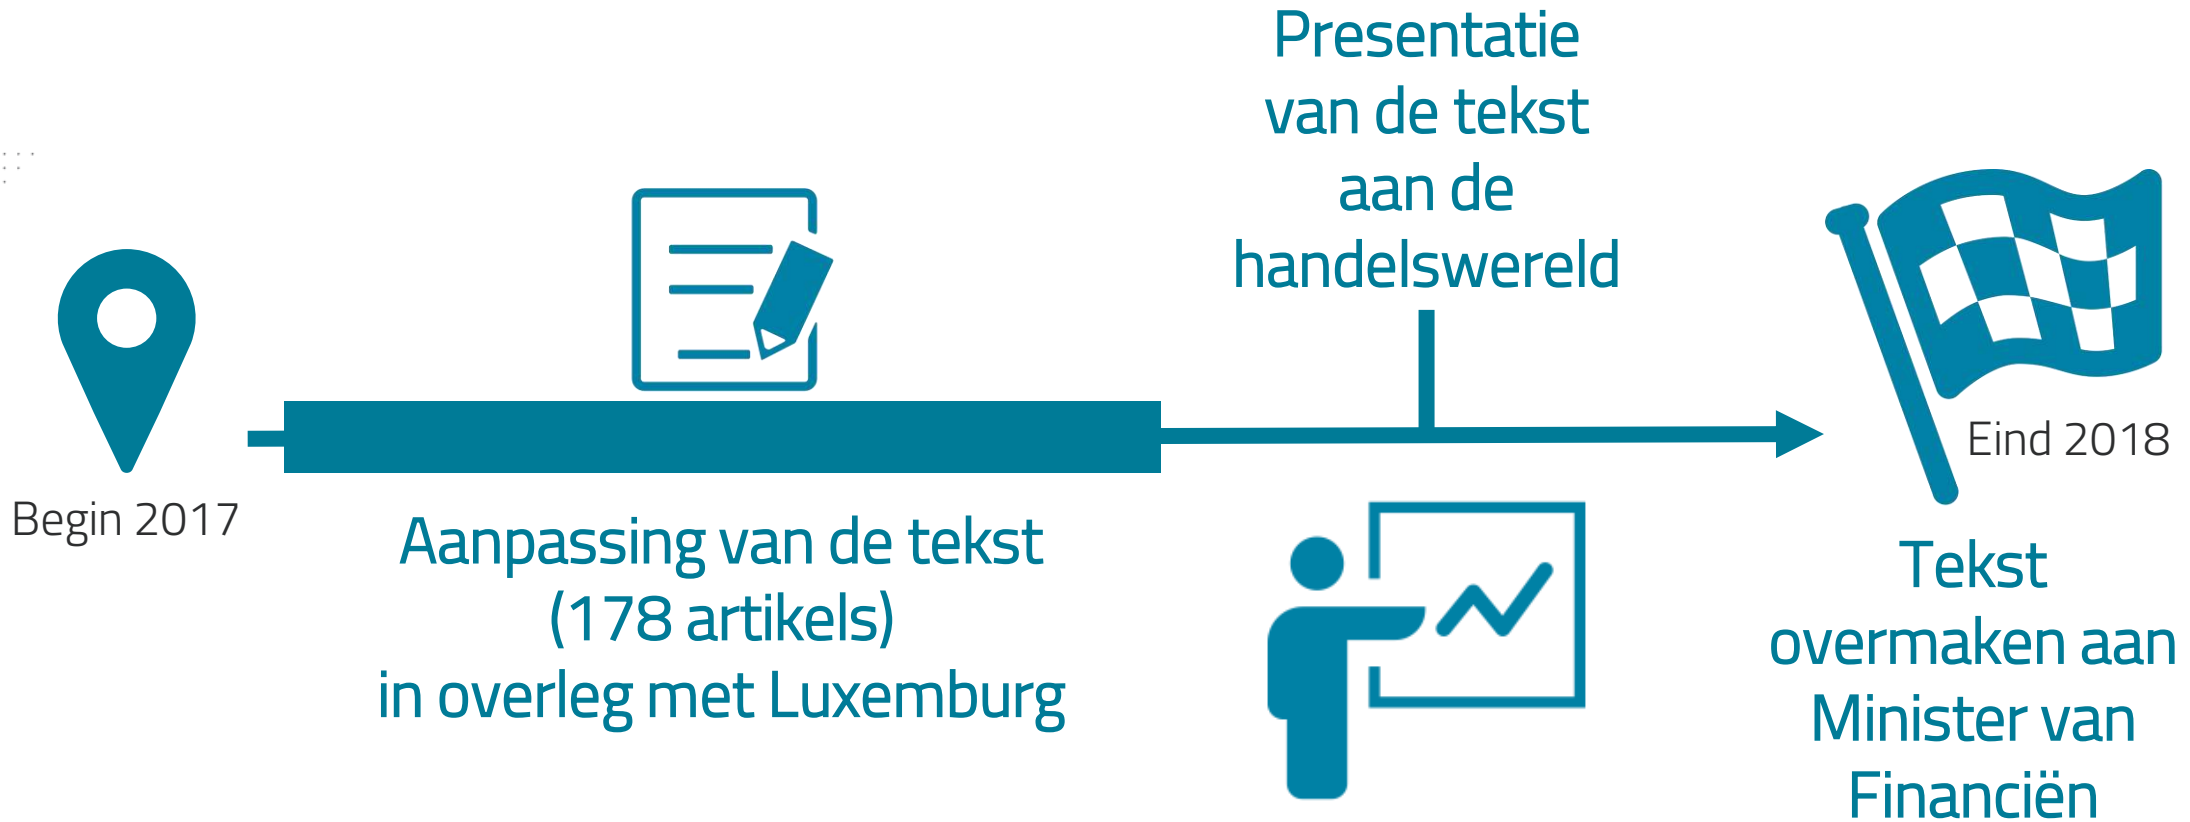 Begin 2017
Aanpassing van de tekst
(178 artikels)
in overleg met Luxemburg
Presentatie
van de tekst
aan de
handelswereld
Eind 2018
Tekst
overmaken aan
Minister van
Financiën